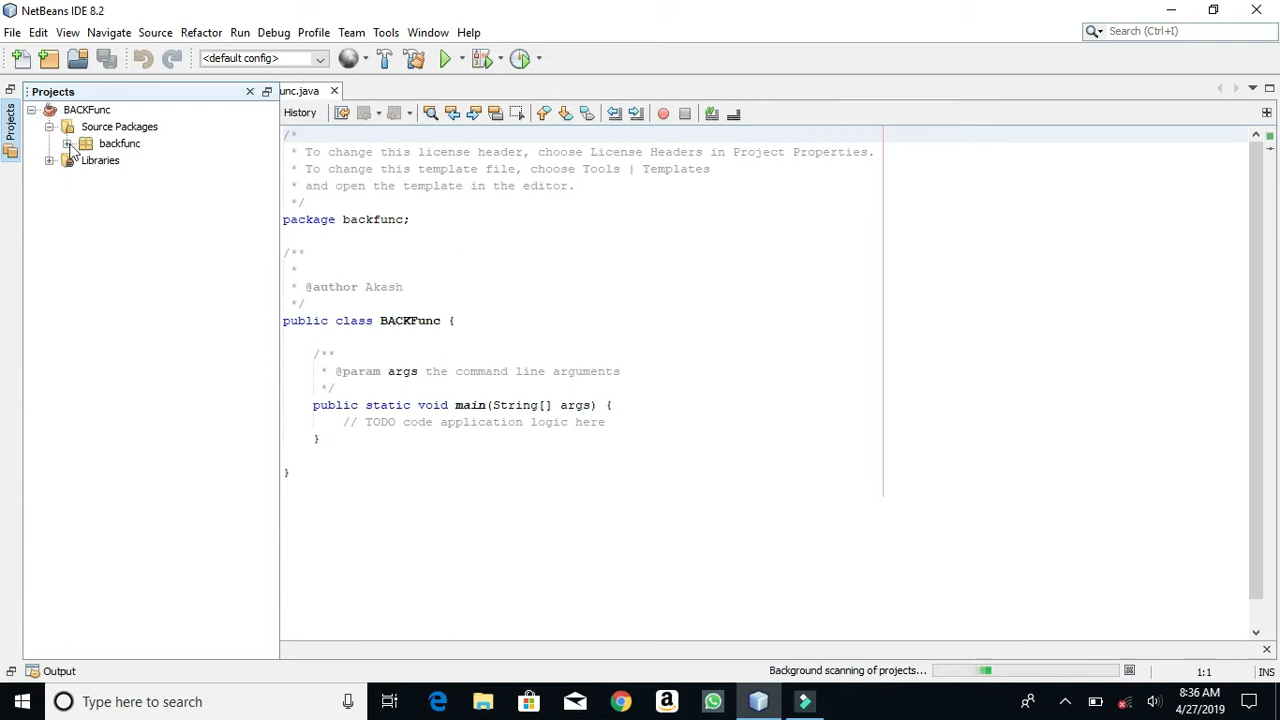 NetBeans IDE 8.2
File Edit View Navigate Source Refactor Run Debug Profile Team Tools Window Help
Search (Ctrl+I)
<default config>
Projects
unc.java
Projects
BACKFunc
Source Packages
backfunc
Libraries
History
/*
* To change this license header, choose License Headers in Project Properties.
* To change this template file, choose Tools | Templates
* and open the template in the editor.
*/
package backfunc;
/**
*
* @author Akash
*/
public class BACKFunc {
/**
* @param args the command line arguments
*/
public static void main(String[] args) {
// TODO code application logic here
}
}
Output
Background scanning of projects...
1:1
INS
Type here to search
8:36 AM
4/27/2019